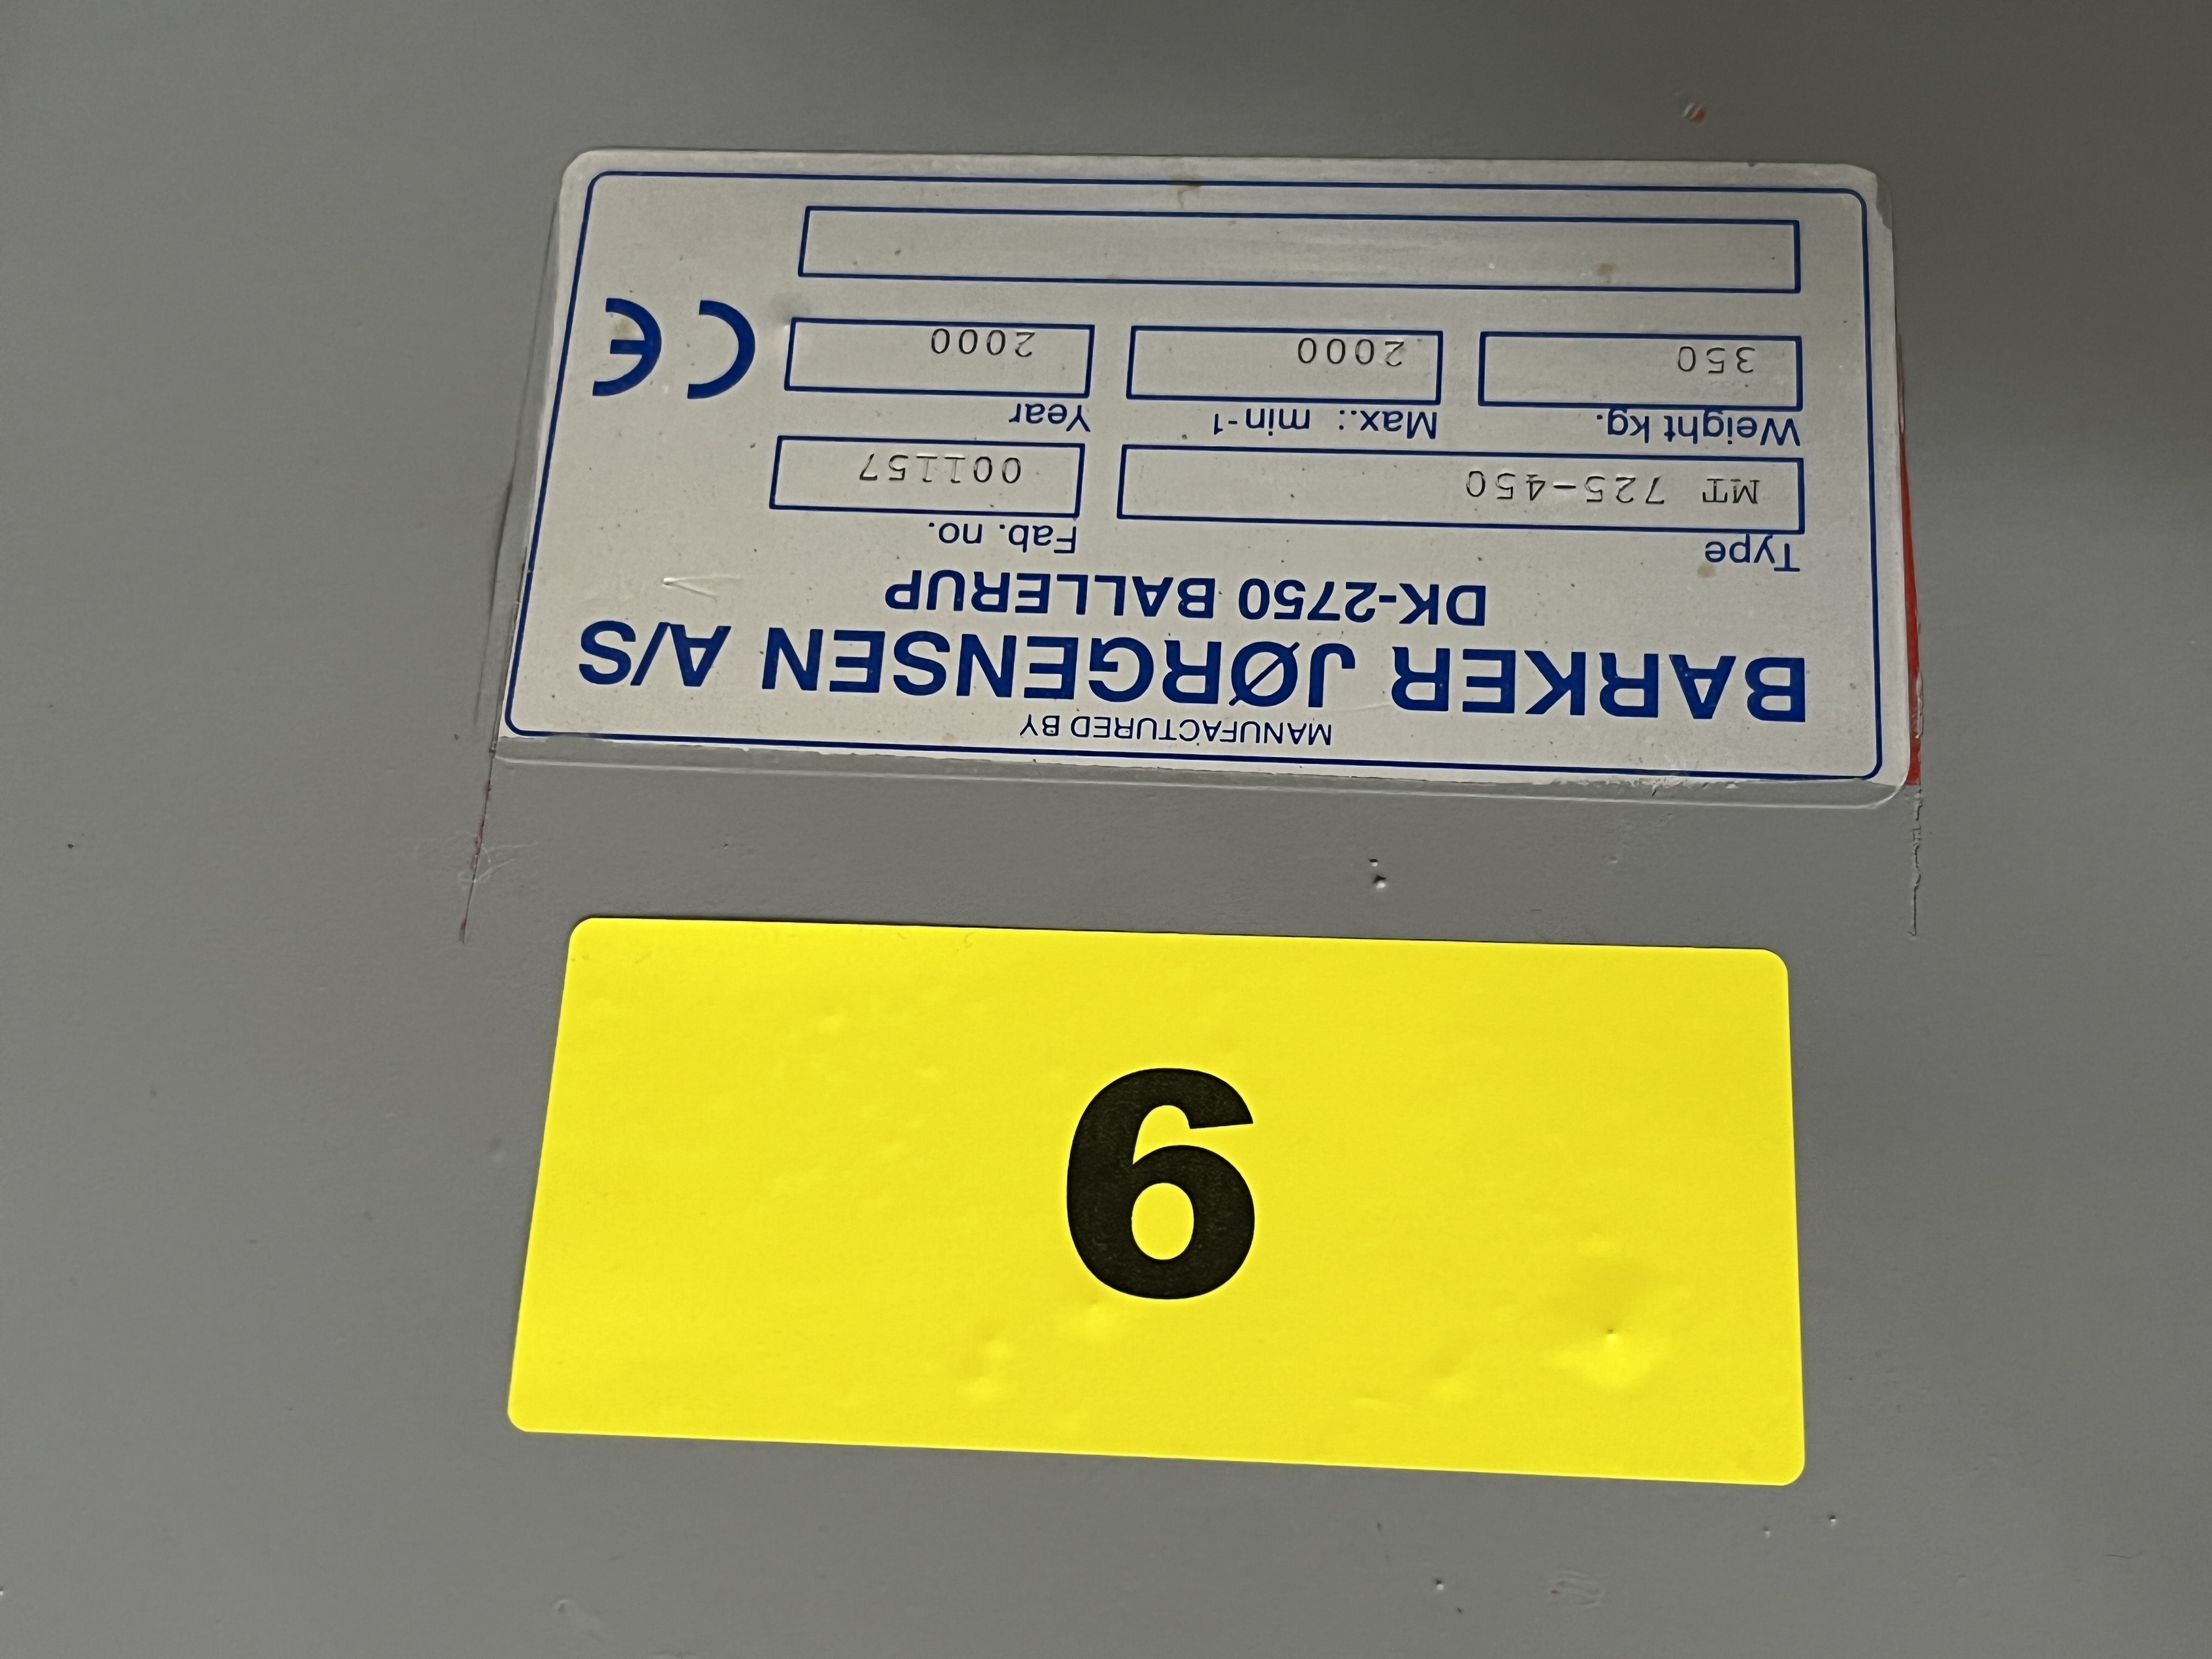 MANUFACTURED BY
BARKER JØRGENSEN A/S
DK-2750 BALLERUP
Type Fab. no.
MT 725-450 001157
Weight kg. Max.: min-1 Year
350 2000 2000 CE
6